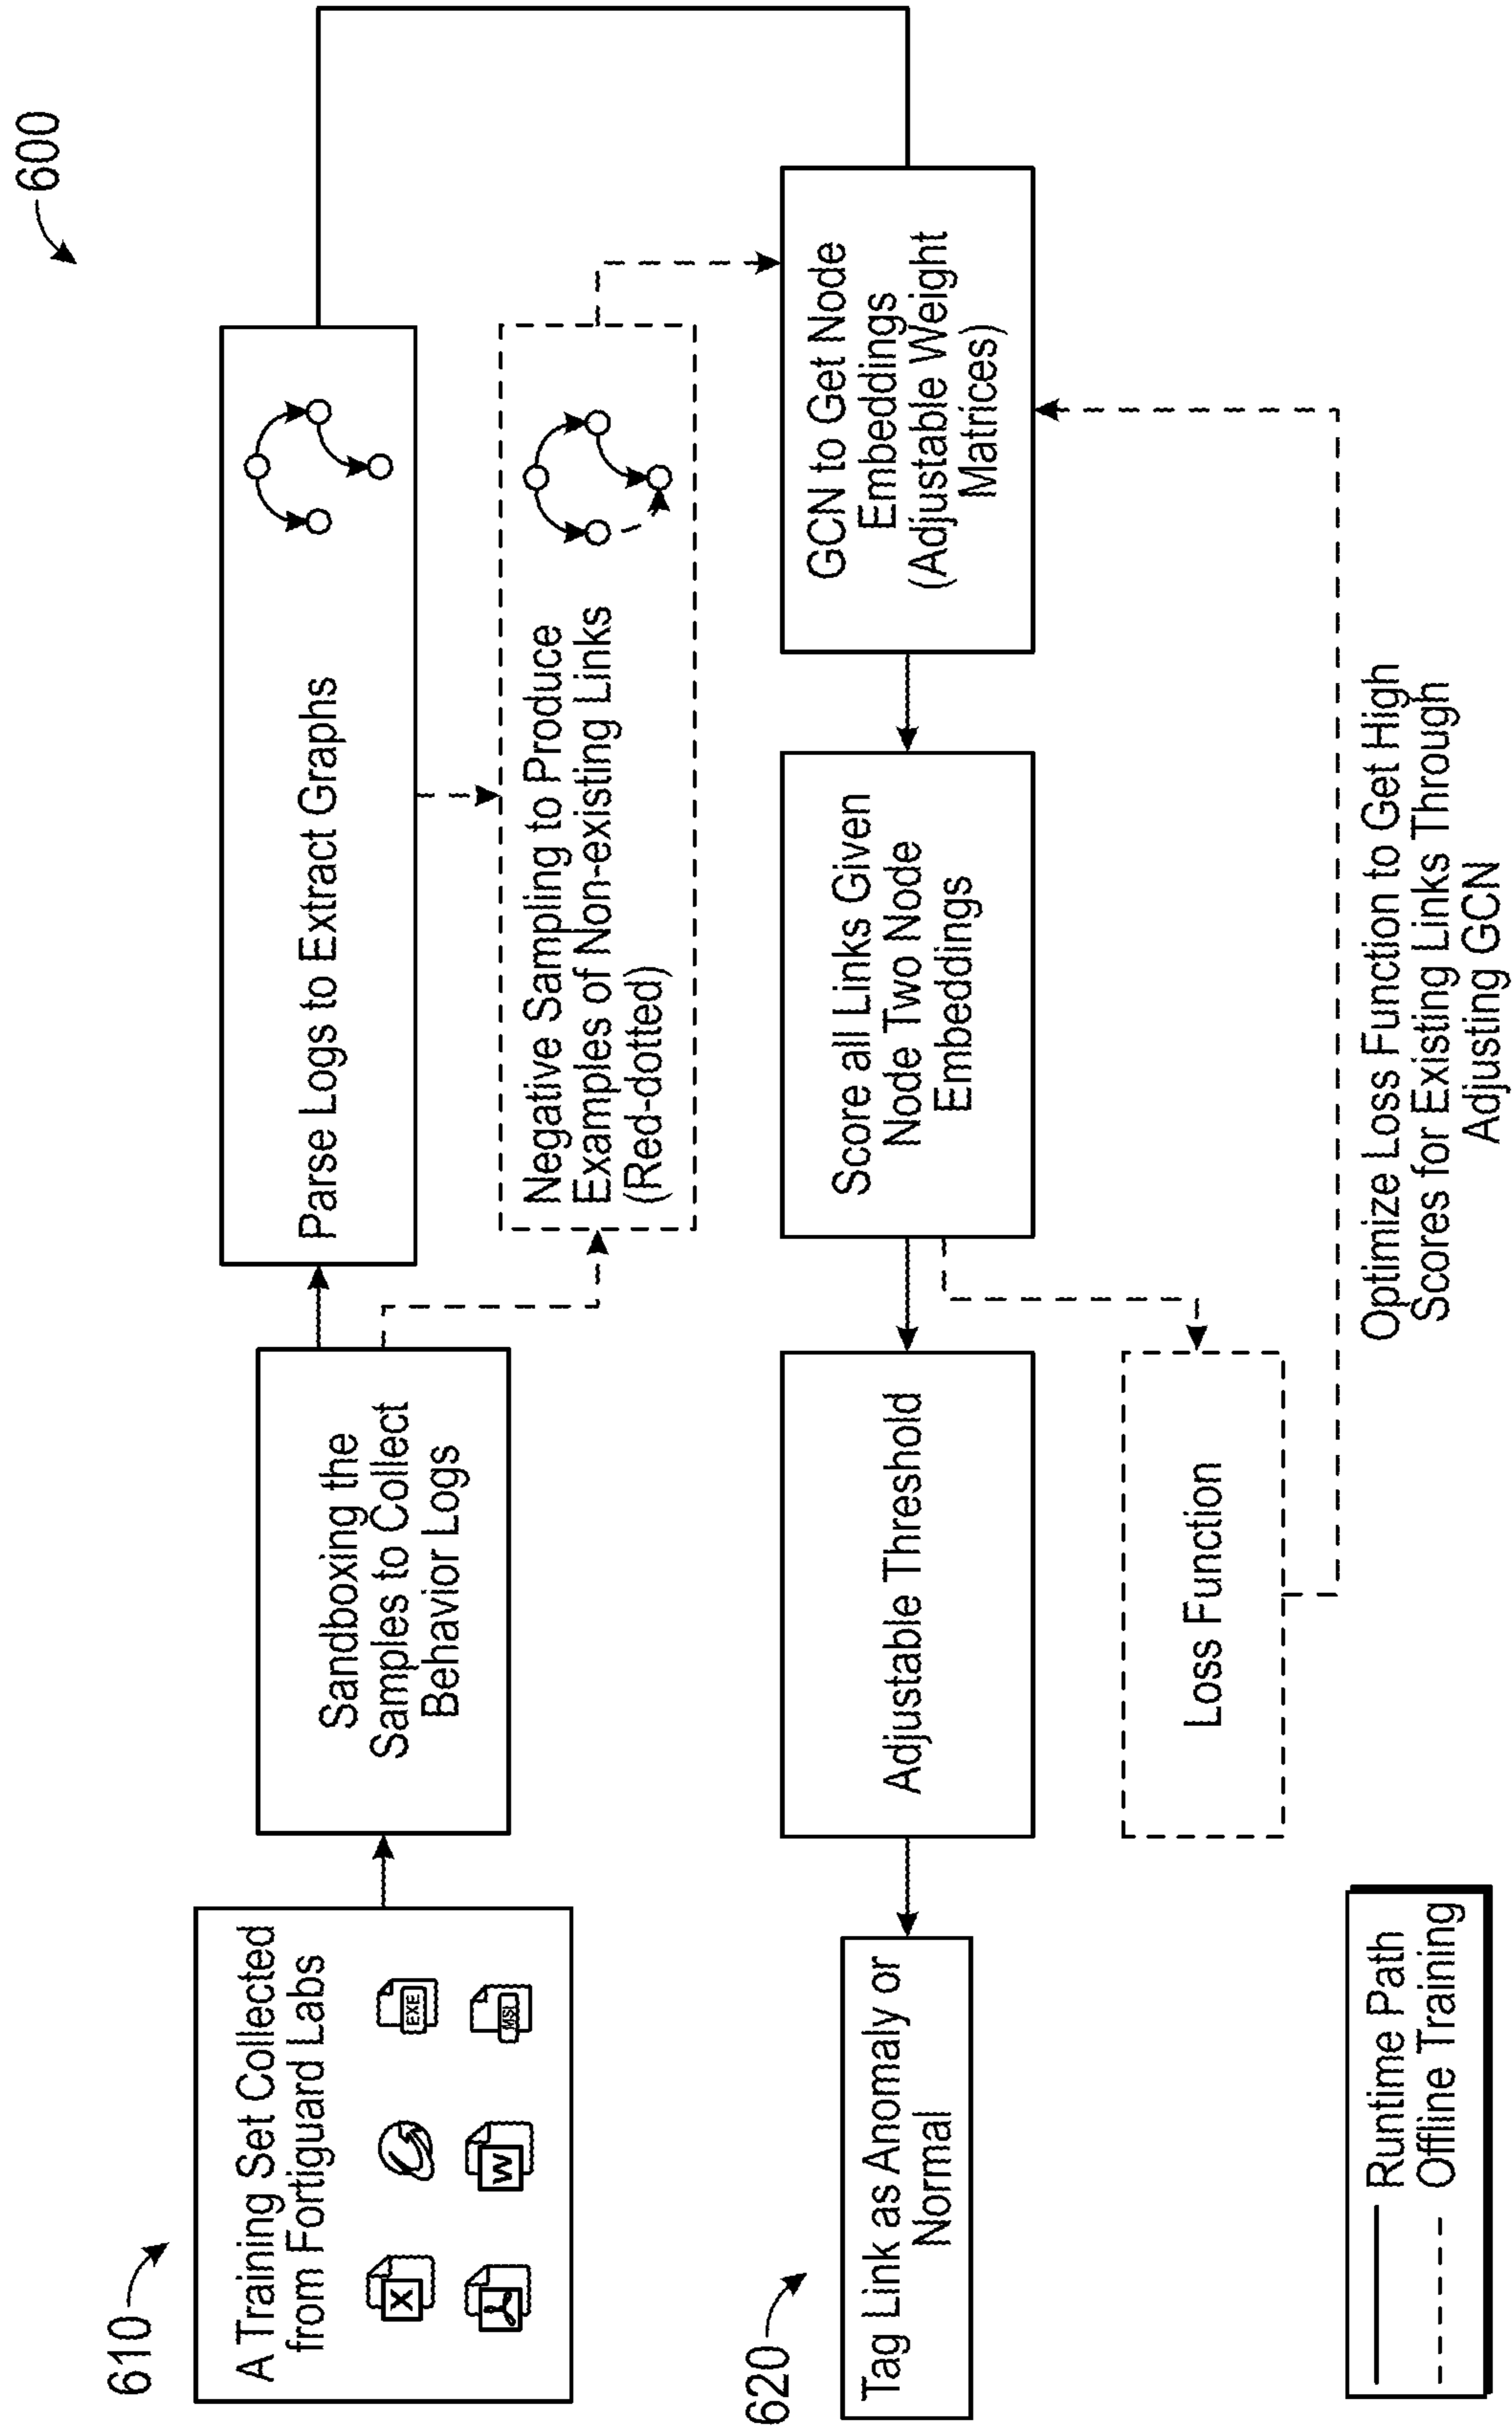 600
610
A Training Set Collected
from Fortiguard Labs
X
EXE
W
MSI
Sandboxing the
Samples to Collect
Behavior Logs
Parse Logs to Extract Graphs
Negative Sampling to Produce
Examples of Non-existing Links
(Red-dotted)
620
Tag Link as Anomaly or
Normal
Adjustable Threshold
Score all Links Given
Node Two Node
Embeddings
GCN to Get Node
Embeddings
(Adjustable Weight
Matrices)
Loss Function
Optimize Loss Function to Get High
Scores for Existing Links Through
Adjusting GCN
Runtime Path
Offline Training